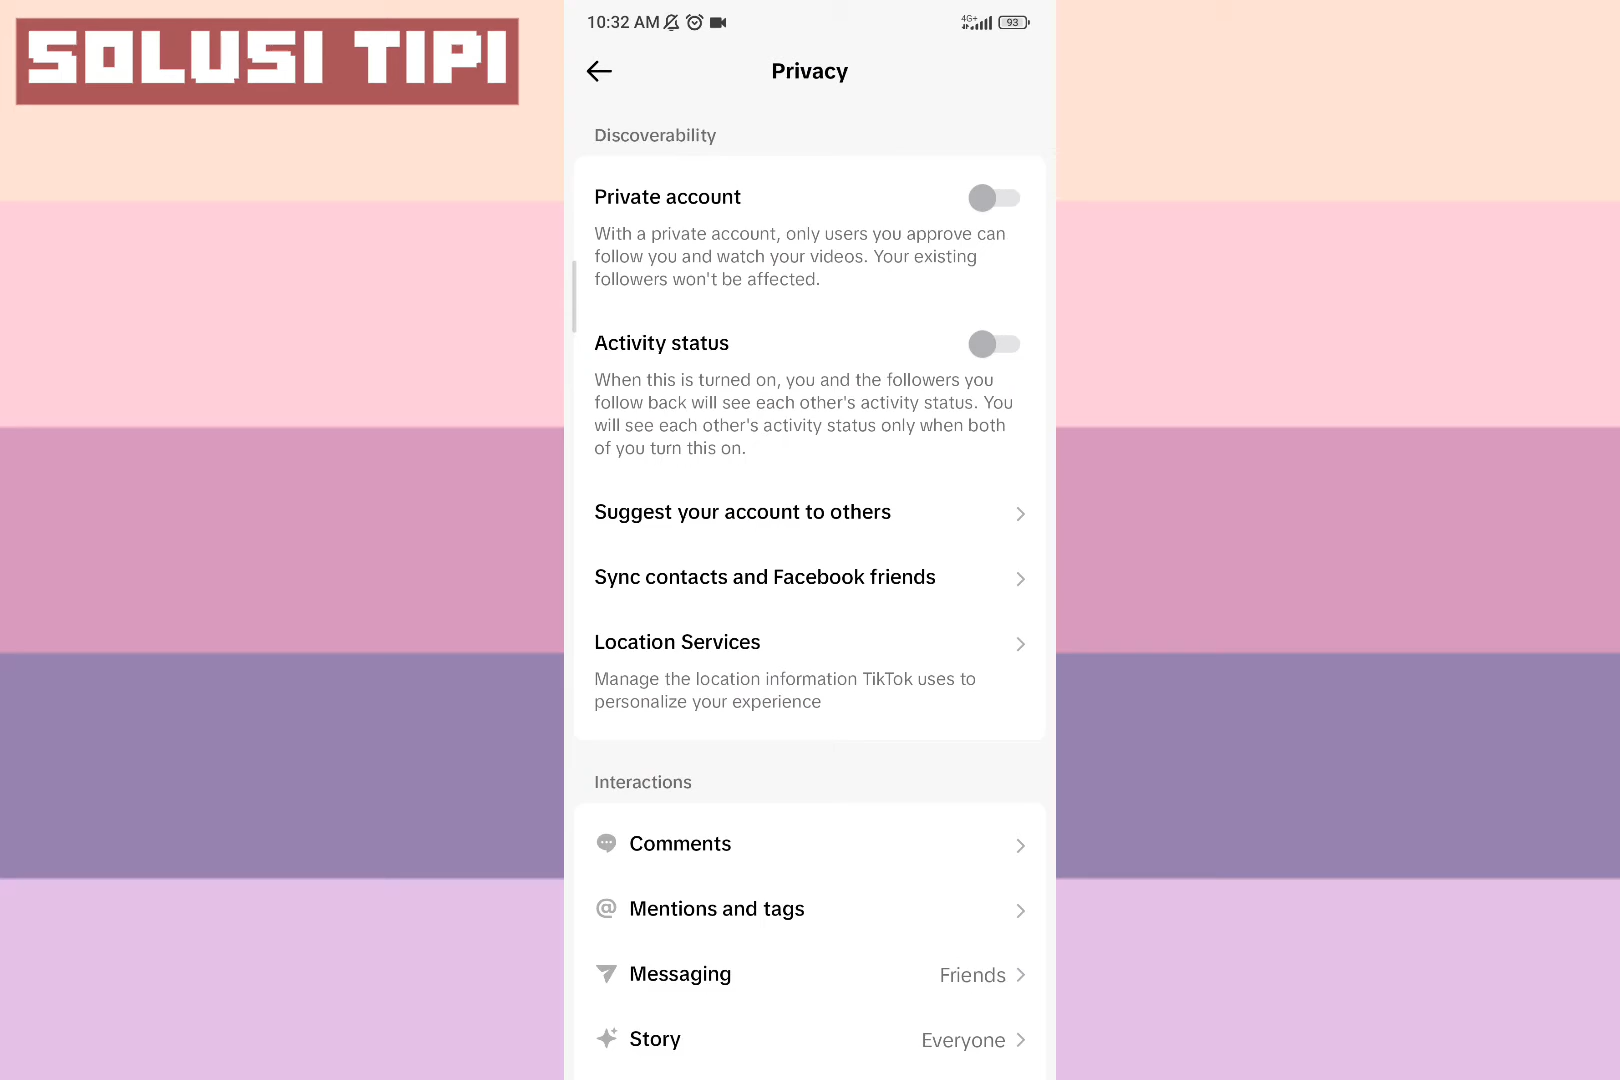 SOLUSI TIPI
10:32 AM
4G+
93
Privacy
Discoverability
Private account
With a private account, only users you approve can
follow you and watch your videos. Your existing
followers won't be affected.
Activity status
When this is turned on, you and the followers you
follow back will see each other's activity status. You
will see each other's activity status only when both
of you turn this on.
Suggest your account to others
Sync contacts and Facebook friends
Location Services
Manage the location information TikTok uses to
personalize your experience
Interactions
Comments
@ Mentions and tags
Messaging Friends
Story Everyone